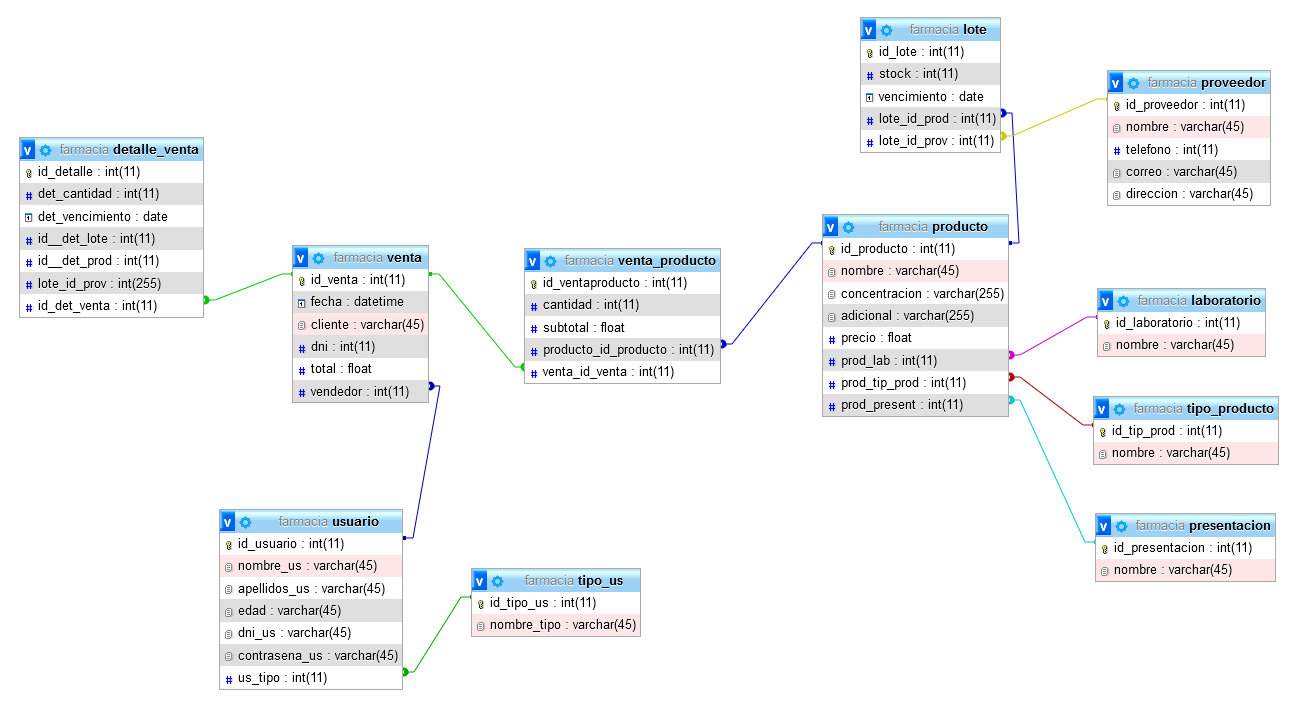 farmacia lote
id_lote : int(11)
stock : int(11)
vencimiento : date
lote_id_prod : int(11)
lote_id_prov : int(11)
farmacia proveedor
id_proveedor : int(11)
nombre : varchar(45)
telefono : int(11)
correo : varchar(45)
direccion : varchar(45)
farmacia detalle_venta
id_detalle : int(11)
det_cantidad : int(11)
det_vencimiento : date
id__det_lote : int(11)
id__det_prod : int(11)
lote_id_prov : int(255)
id_det_venta : int(11)
farmacia venta
id_venta : int(11)
fecha : datetime
cliente : varchar(45)
dni : int(11)
total : float
vendedor : int(11)
farmacia venta_producto
id_ventaproducto : int(11)
cantidad : int(11)
subtotal : float
producto_id_producto : int(11)
venta_id_venta : int(11)
farmacia producto
id_producto : int(11)
nombre : varchar(45)
concentracion : varchar(255)
adicional : varchar(255)
precio : float
prod_lab : int(11)
prod_tip_prod : int(11)
prod_present : int(11)
farmacia laboratorio
id_laboratorio : int(11)
nombre : varchar(45)
farmacia tipo_producto
id_tip_prod : int(11)
nombre : varchar(45)
farmacia presentacion
id_presentacion : int(11)
nombre : varchar(45)
farmacia usuario
id_usuario : int(11)
nombre_us : varchar(45)
apellidos_us : varchar(45)
edad : varchar(45)
dni_us : varchar(45)
contrasena_us : varchar(45)
us_tipo : int(11)
farmacia tipo_us
id_tipo_us : int(11)
nombre_tipo : varchar(45)